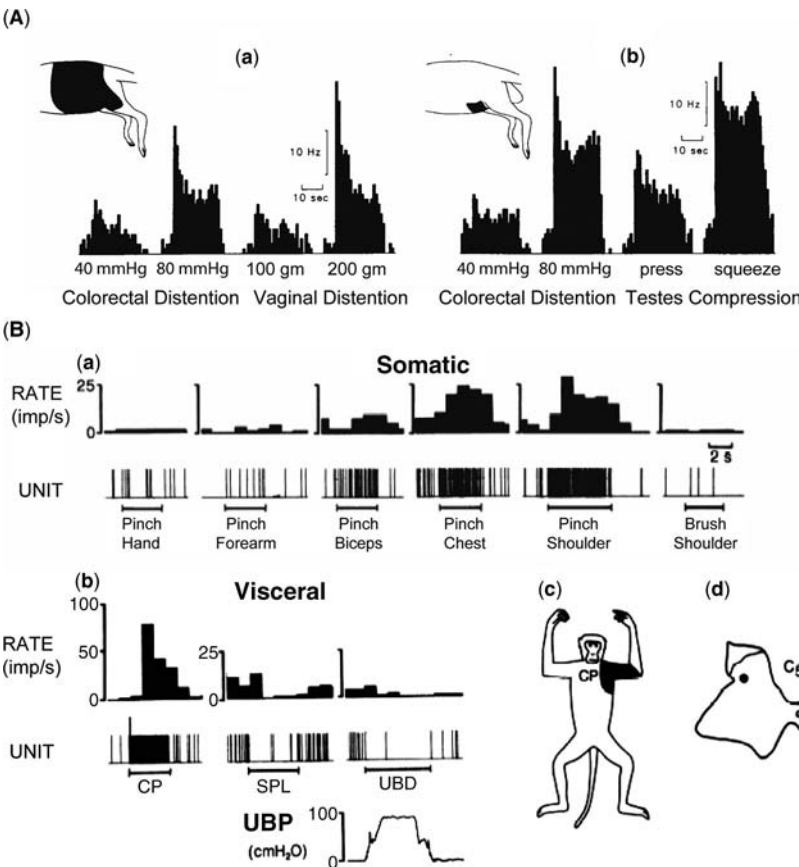 (A)
(a)
(b)
10 Hz
10 sec
10 Hz
10 sec
40 mmHg 80 mmHg 100 gm 200 gm
Colorectal Distention Vaginal Distention
40 mmHg 80 mmHg press squeeze
Colorectal Distention Testes Compression
(B)
(a) Somatic
RATE
(imp/s)
25
0
2 s
UNIT
Pinch
Hand
Pinch
Forearm
Pinch
Biceps
Pinch
Chest
Pinch
Shoulder
Brush
Shoulder
(b) Visceral
RATE
(imp/s)
100
50
0
25
0
UNIT
CP SPL UBD
UBP
(cmH₂O)
100
0
(c)
CP
(d)